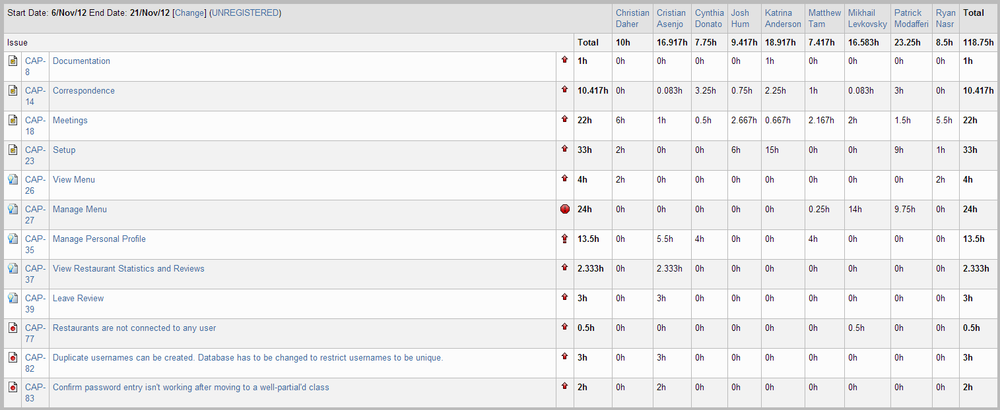 Start Date: 6/Nov/12 End Date: 21/Nov/12 [Change] (UNREGISTERED) Christian Daher Cristian Asenjo Cynthia Donato Josh Hum Katrina Anderson Matthew Tam Mikhail Levkovsky Patrick Modafferi Ryan Nasr Total
Issue Total 10h 16.917h 7.75h 9.417h 18.917h 7.417h 16.583h 23.25h 8.5h 118.75h
CAP-8 Documentation 1h 0h 0h 0h 0h 1h 0h 0h 0h 0h 1h
CAP-14 Correspondence 10.417h 0h 0.083h 3.25h 0.75h 2.25h 1h 0.083h 3h 0h 10.417h
CAP-18 Meetings 22h 6h 1h 0.5h 2.667h 0.667h 2.167h 2h 1.5h 5.5h 22h
CAP-23 Setup 33h 2h 0h 0h 6h 15h 0h 0h 9h 1h 33h
CAP-26 View Menu 4h 2h 0h 0h 0h 0h 0h 0h 0h 2h 4h
CAP-27 Manage Menu 24h 0h 0h 0h 0h 0h 0.25h 14h 9.75h 0h 24h
CAP-35 Manage Personal Profile 13.5h 0h 5.5h 4h 0h 0h 4h 0h 0h 0h 13.5h
CAP-37 View Restaurant Statistics and Reviews 2.333h 0h 2.333h 0h 0h 0h 0h 0h 0h 0h 2.333h
CAP-39 Leave Review 3h 0h 3h 0h 0h 0h 0h 0h 0h 0h 3h
CAP-77 Restaurants are not connected to any user 0.5h 0h 0h 0h 0h 0h 0h 0.5h 0h 0h 0.5h
CAP-82 Duplicate usernames can be created. Database has to be changed to restrict usernames to be unique. 3h 0h 3h 0h 0h 0h 0h 0h 0h 0h 3h
CAP-83 Confirm password entry isn't working after moving to a well-partial'd class 2h 0h 2h 0h 0h 0h 0h 0h 0h 0h 2h